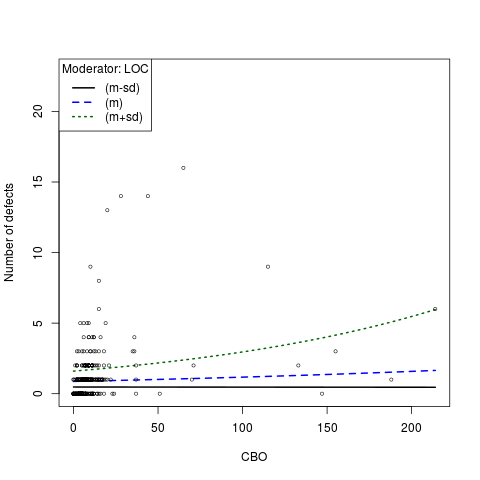 Moderator: LOC
(m-sd)
(m)
(m+sd)
Number of defects
20
15
10
5
0
0 50 100 150 200
CBO